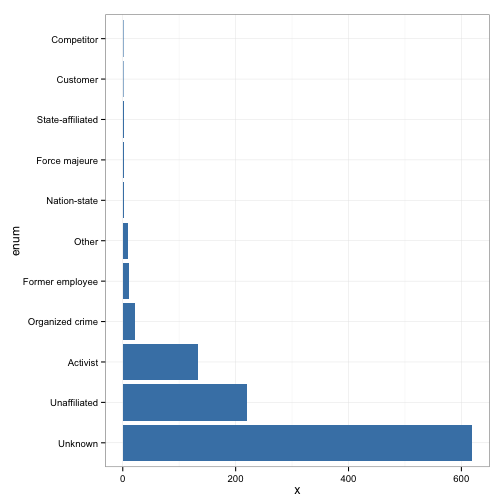 Competitor
Customer
State-affiliated
Force majeure
Nation-state
Other
Former employee
Organized crime
Activist
Unaffiliated
Unknown
enum
0 200 400 600
x